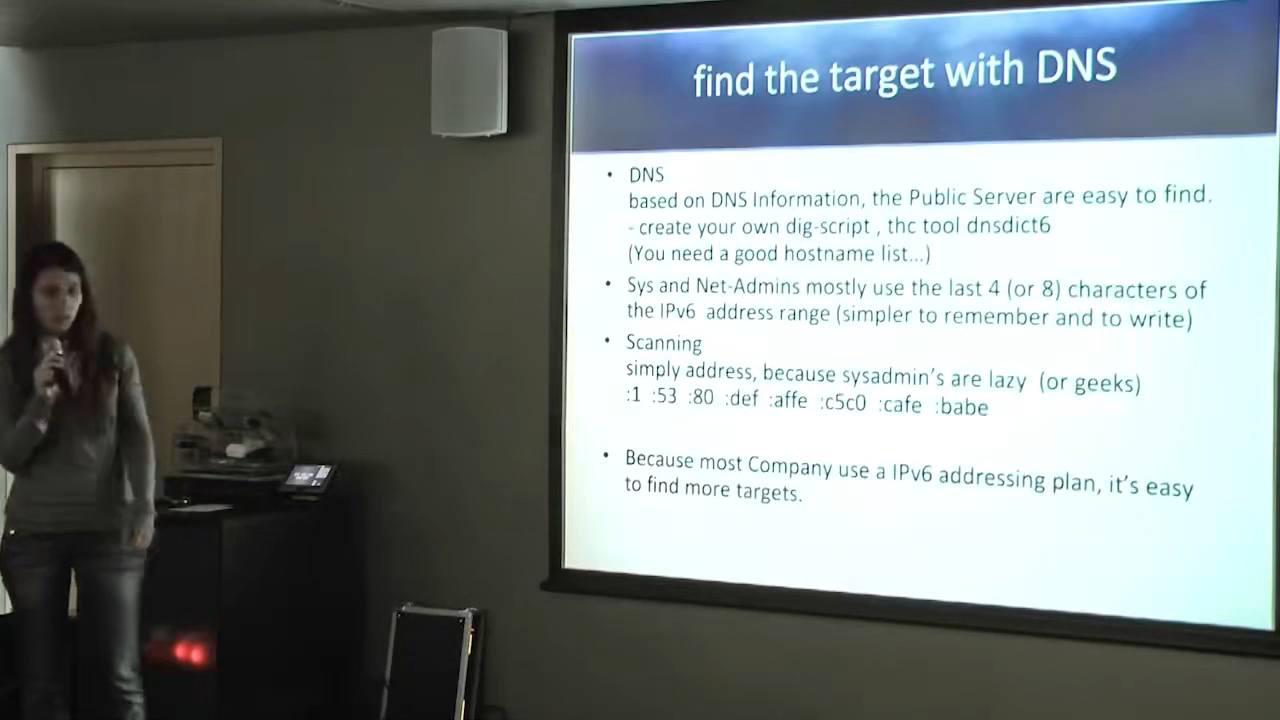 find the target with DNS
• DNS
based on DNS Information, the Public Server are easy to find.
- create your own dig-script , thc tool dnsdict6
(You need a good hostname list...)
• Sys and Net-Admins mostly use the last 4 (or 8) characters of
the IPv6 address range (simpler to remember and to write)
• Scanning
simply address, because sysadmin's are lazy (or geeks)
:1 :53 :80 :def :affe :c5c0 :cafe :babe
• Because most Company use a IPv6 addressing plan, it's easy
to find more targets.